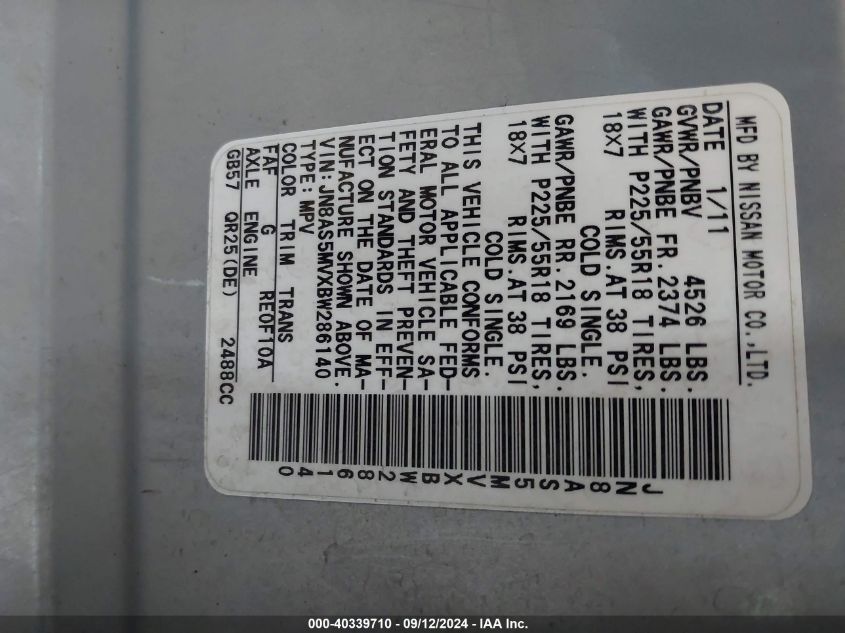 MFD BY NISSAN MOTOR CO.,LTD.
DATE 1/11
GVWR/PNBV 4526 LBS.
GAWR/PNBE FR. 2374 LBS.
WITH P225/55R18 TIRES,
18X7 RIMS.AT 38 PSI
COLD SINGLE.
GAWR/PNBE RR. 2169 LBS.
WITH P225/55R18 TIRES,
18X7 RIMS.AT 38 PSI
COLD SINGLE.
THIS VEHICLE CONFORMS
TO ALL APPLICABLE FED-
ERAL MOTOR VEHICLE SA-
FETY AND THEFT PREVEN-
TION STANDARDS IN EFF-
ECT ON THE DATE OF MA-
NUFACTURE SHOWN ABOVE.
VIN:JN8AS5MVXBW286140
TYPE:MPV
COLOR TRIM TRANS
FAF G RE0F10A
AXLE ENGINE
GB57 QR25(DE) 2488CC
JN8AS5MVXBW286140
000-40339710 - 09/12/2024 - IAA Inc.